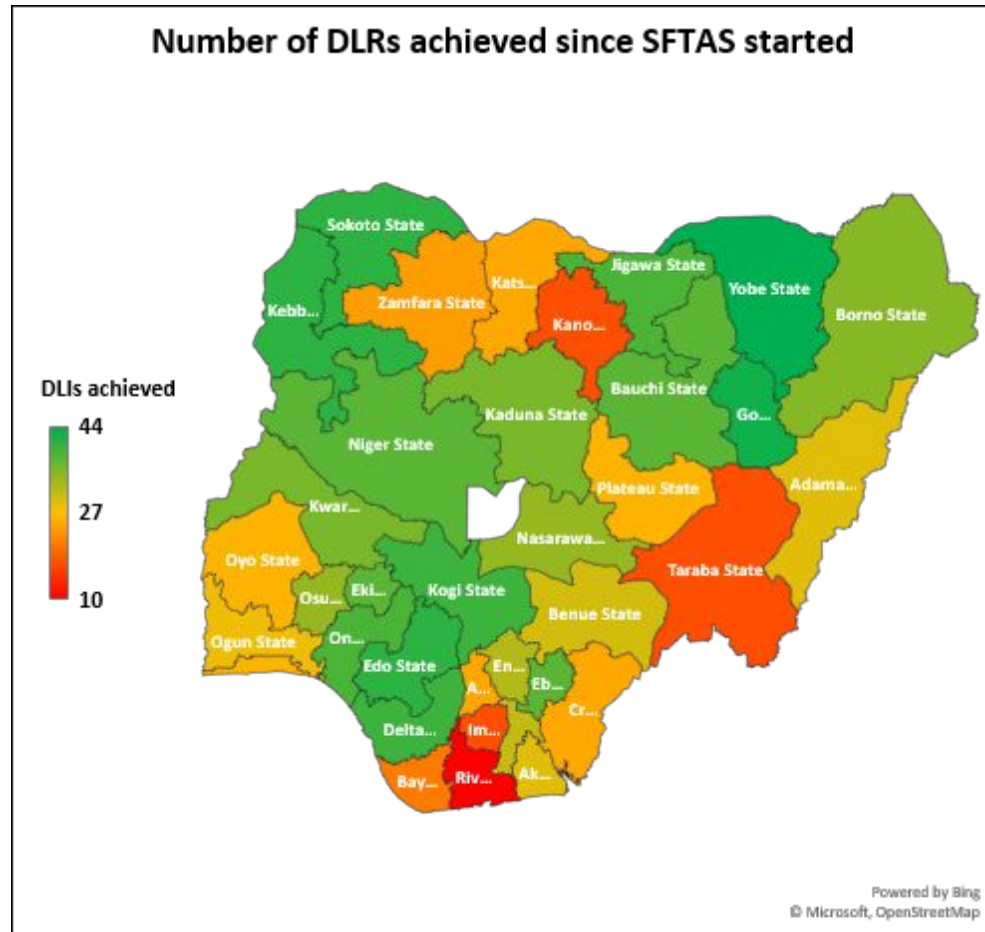 Number of DLRs achieved since SFTAS started
Sokoto State
Jigawa State
Zamfara State
Kats...
Yobe State
Kebb...
Kano...
Borno State
DLIs achieved
44
27
10
Bauchi State
Kaduna State
Go...
Niger State
Adama...
Plateau State
Kwar...
Nasarawa...
Oyo State
Taraba State
Kogi State
Eki...
Osu...
Benue State
On...
Ogun State
Edo State
En...
Eb...
A...
Cr...
Delta...
Im...
Ak...
Riv...
Bay...
Powered by Bing
© Microsoft, OpenStreetMap